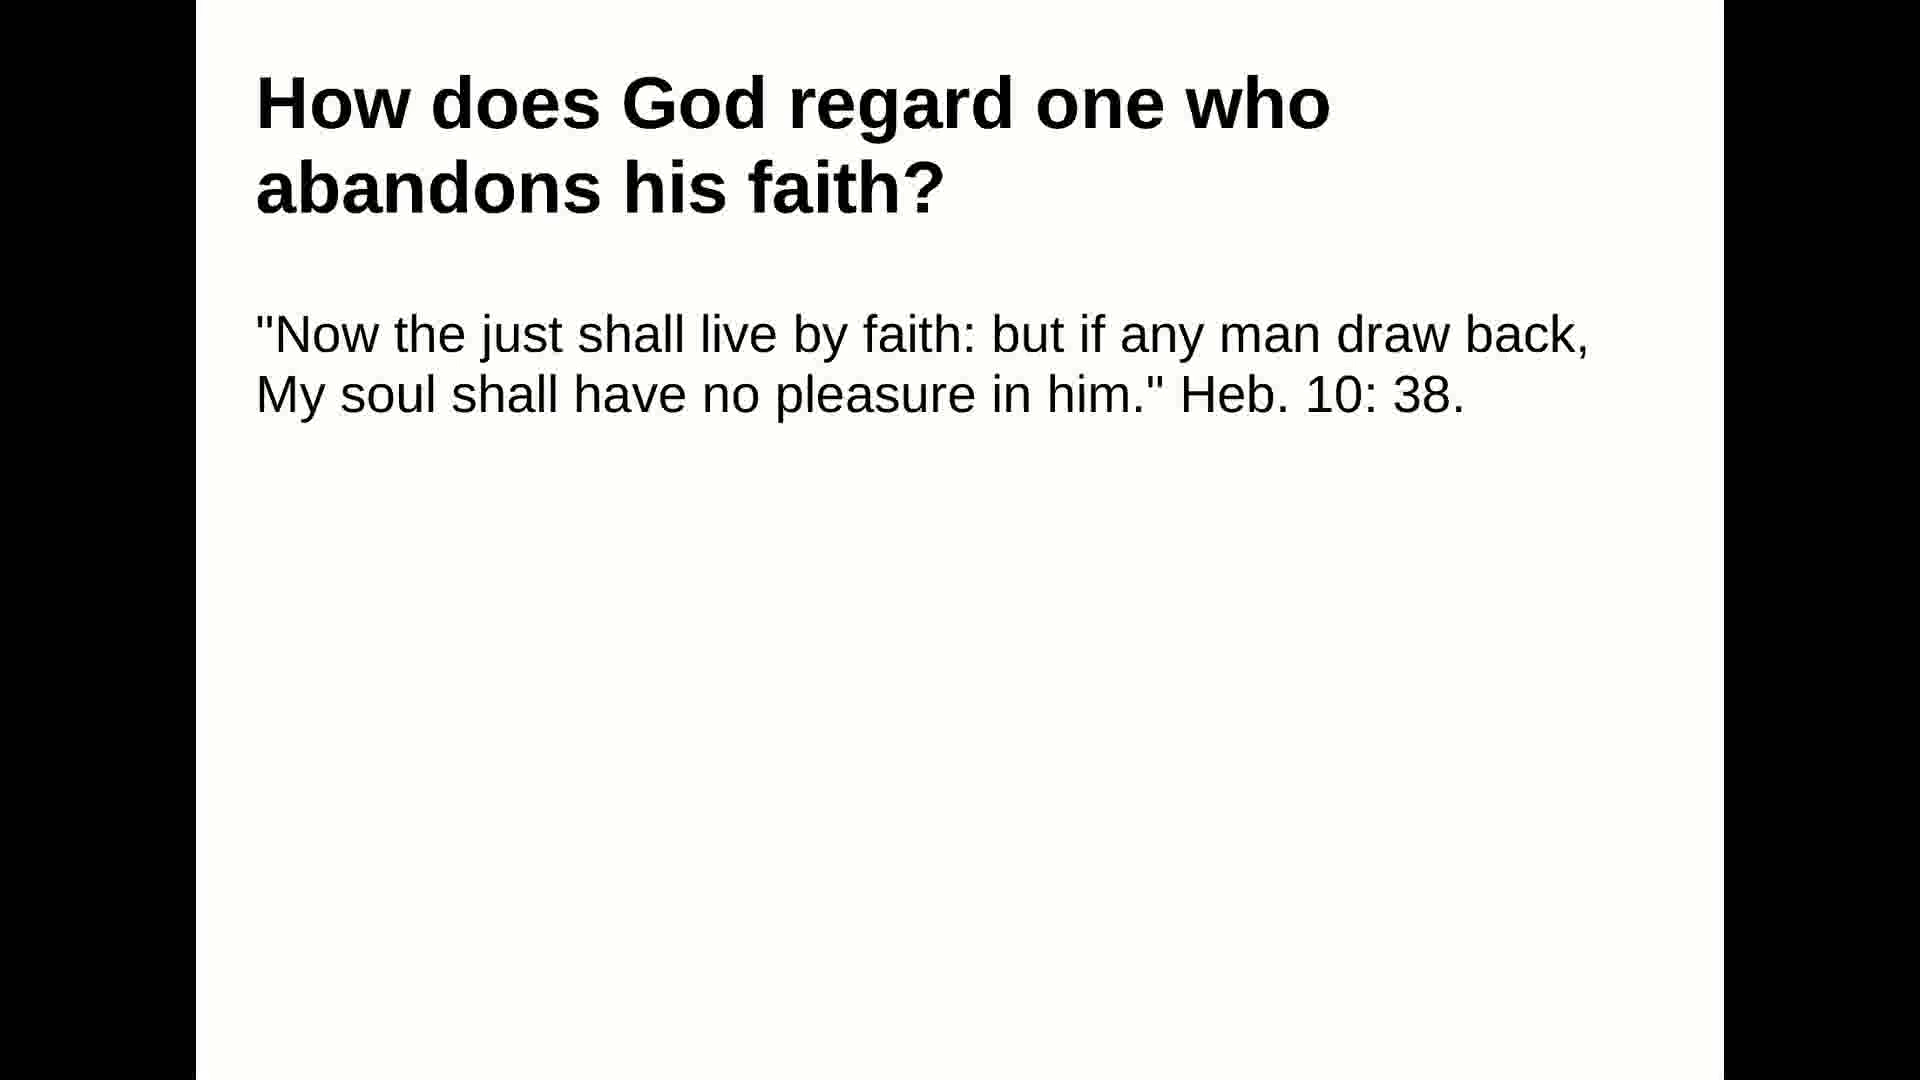 How does God regard one who
abandons his faith?
"Now the just shall live by faith: but if any man draw back,
My soul shall have no pleasure in him." Heb. 10: 38.